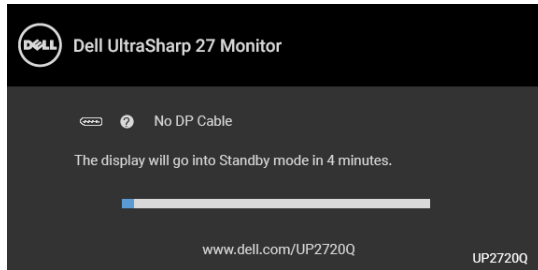 DELL
Dell UltraSharp 27 Monitor
No DP Cable
The display will go into Standby mode in 4 minutes.
www.dell.com/UP2720Q
UP2720Q